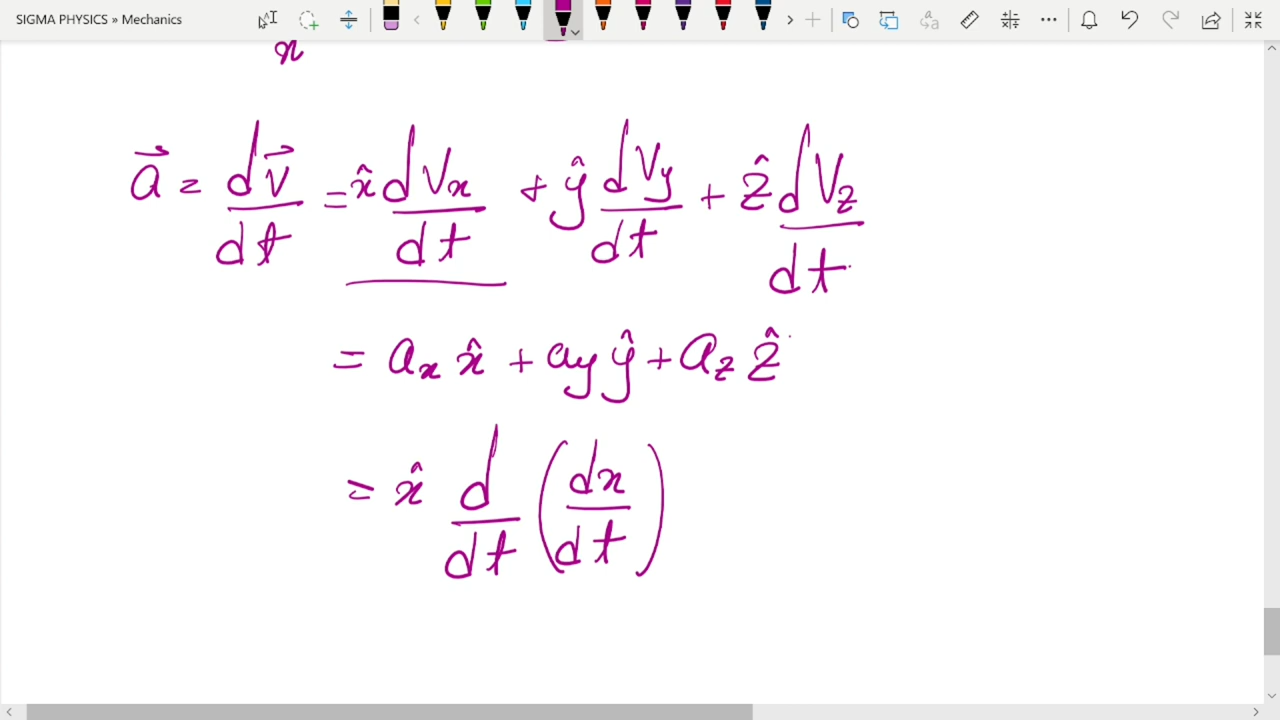 SIGMA PHYSICS » Mechanics
x
a⃗ = dv⃗/dt = x̂ dVx/dt + ŷ dVy/dt + ẑ dVz/dt
= ax x̂ + ay ŷ + az ẑ
= x̂ d/dt (dx/dt)